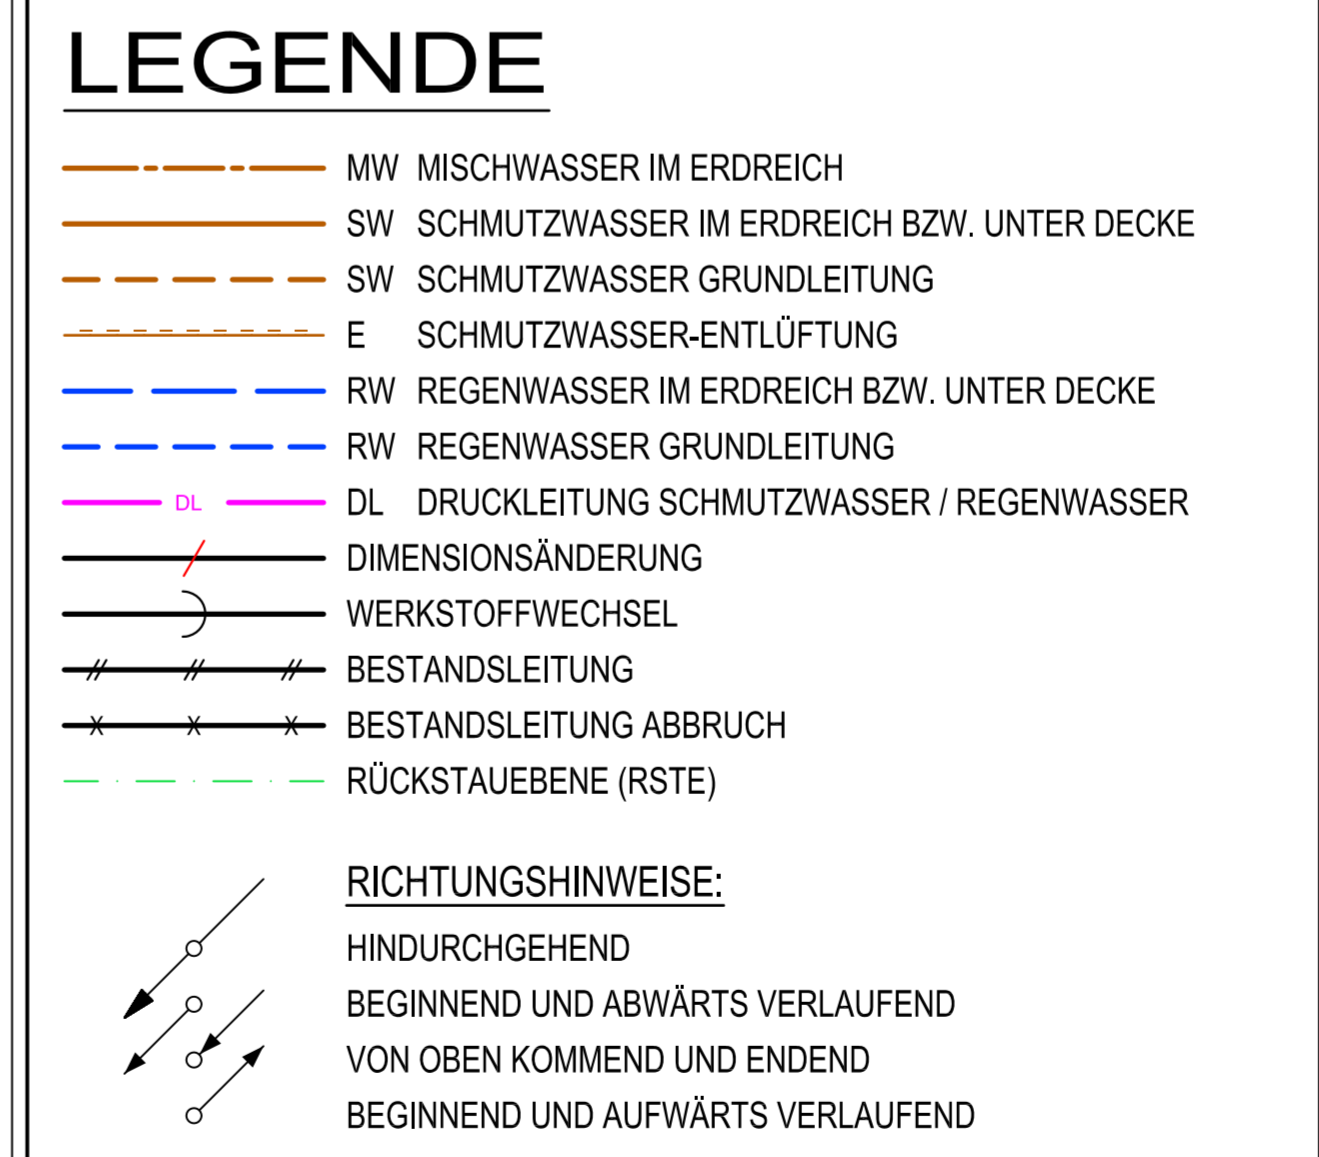 LEGENDE
MW MISCHWASSER IM ERDREICH
SW SCHMUTZWASSER IM ERDREICH BZW. UNTER DECKE
SW SCHMUTZWASSER GRUNDLEITUNG
E SCHMUTZWASSER-ENTLÜFTUNG
RW REGENWASSER IM ERDREICH BZW. UNTER DECKE
RW REGENWASSER GRUNDLEITUNG
DL DL DRUCKLEITUNG SCHMUTZWASSER / REGENWASSER
DIMENSIONSÄNDERUNG
WERKSTOFFWECHSEL
BESTANDSLEITUNG
BESTANDSLEITUNG ABBRUCH
RÜCKSTAUEBENE (RSTE)
RICHTUNGSHINWEISE:
HINDURCHGEHEND
BEGINNEND UND ABWÄRTS VERLAUFEND
VON OBEN KOMMEND UND ENDEND
BEGINNEND UND AUFWÄRTS VERLAUFEND